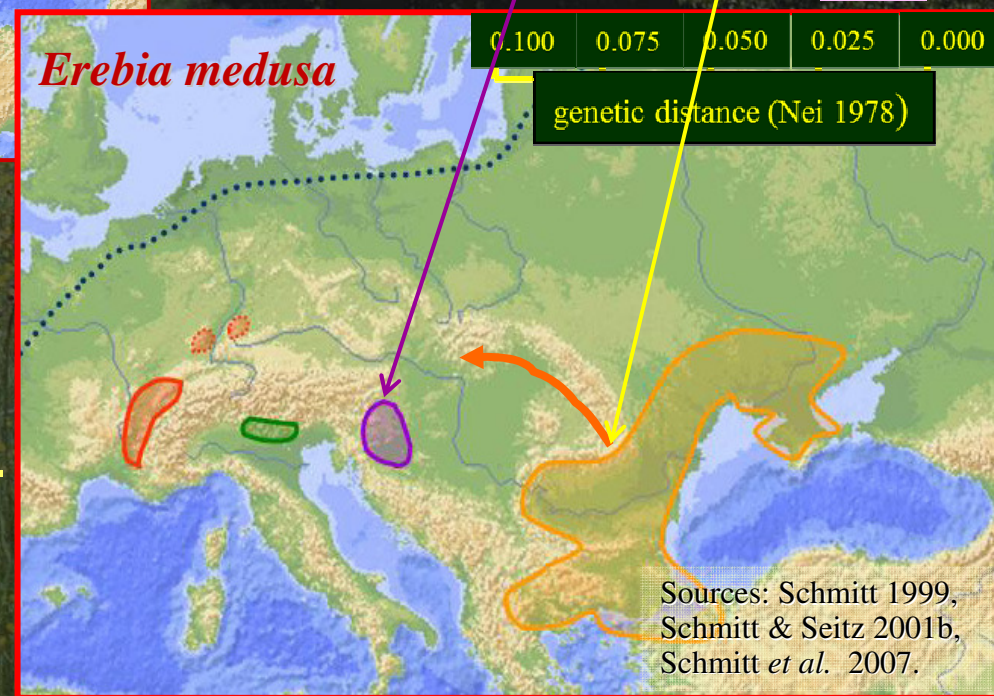 Erebia medusa
0.100 0.075 0.050 0.025 0.000
genetic distance (Nei 1978)
Sources: Schmitt 1999,
Schmitt & Seitz 2001b,
Schmitt et al. 2007.